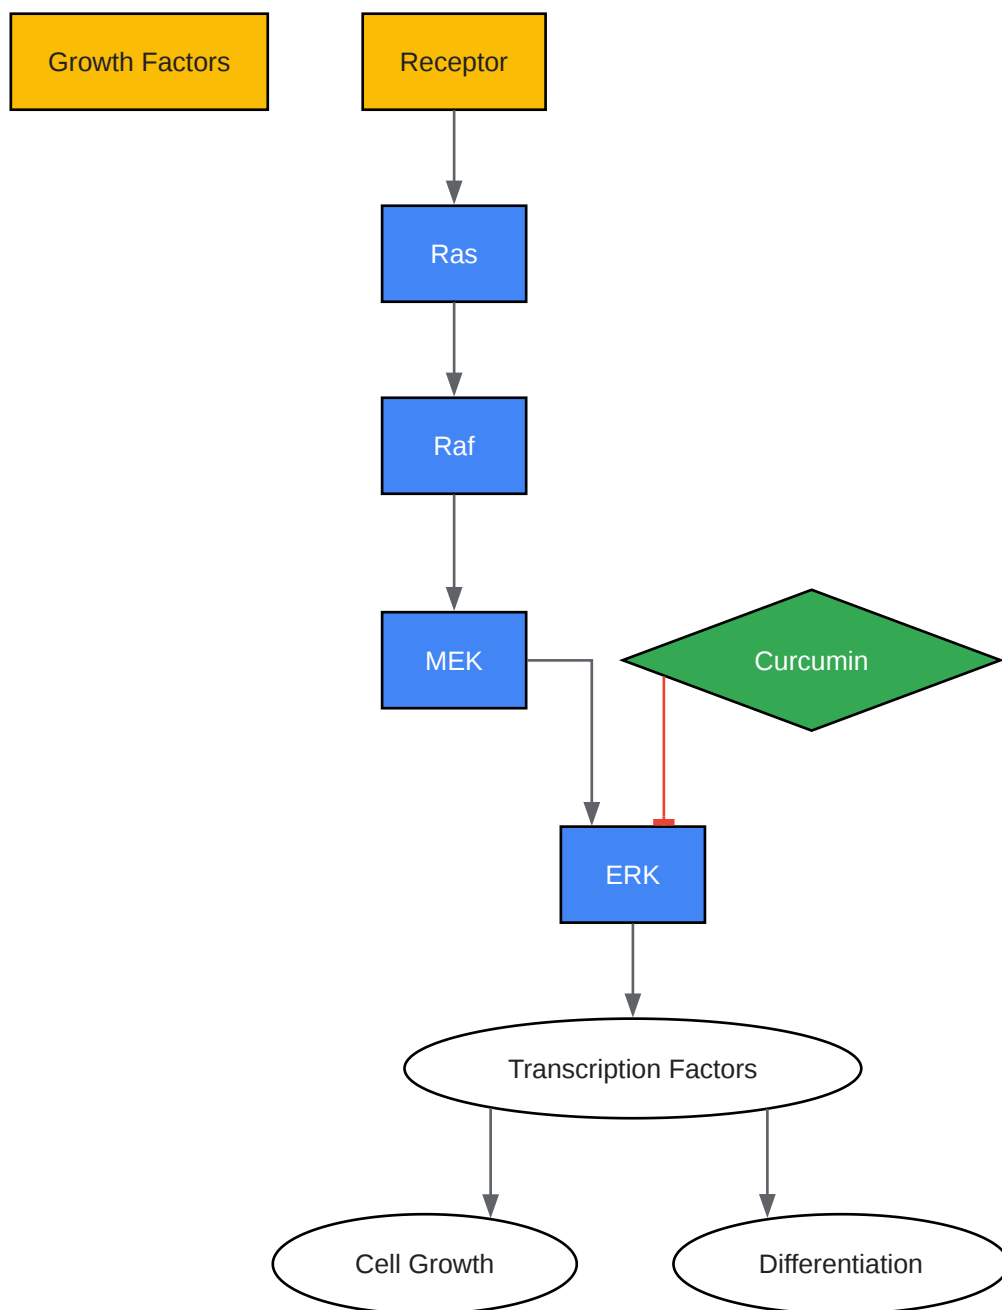 Growth Factors
Receptor
Ras
Raf
MEK
Curcumin
ERK
Transcription Factors
Cell Growth
Differentiation